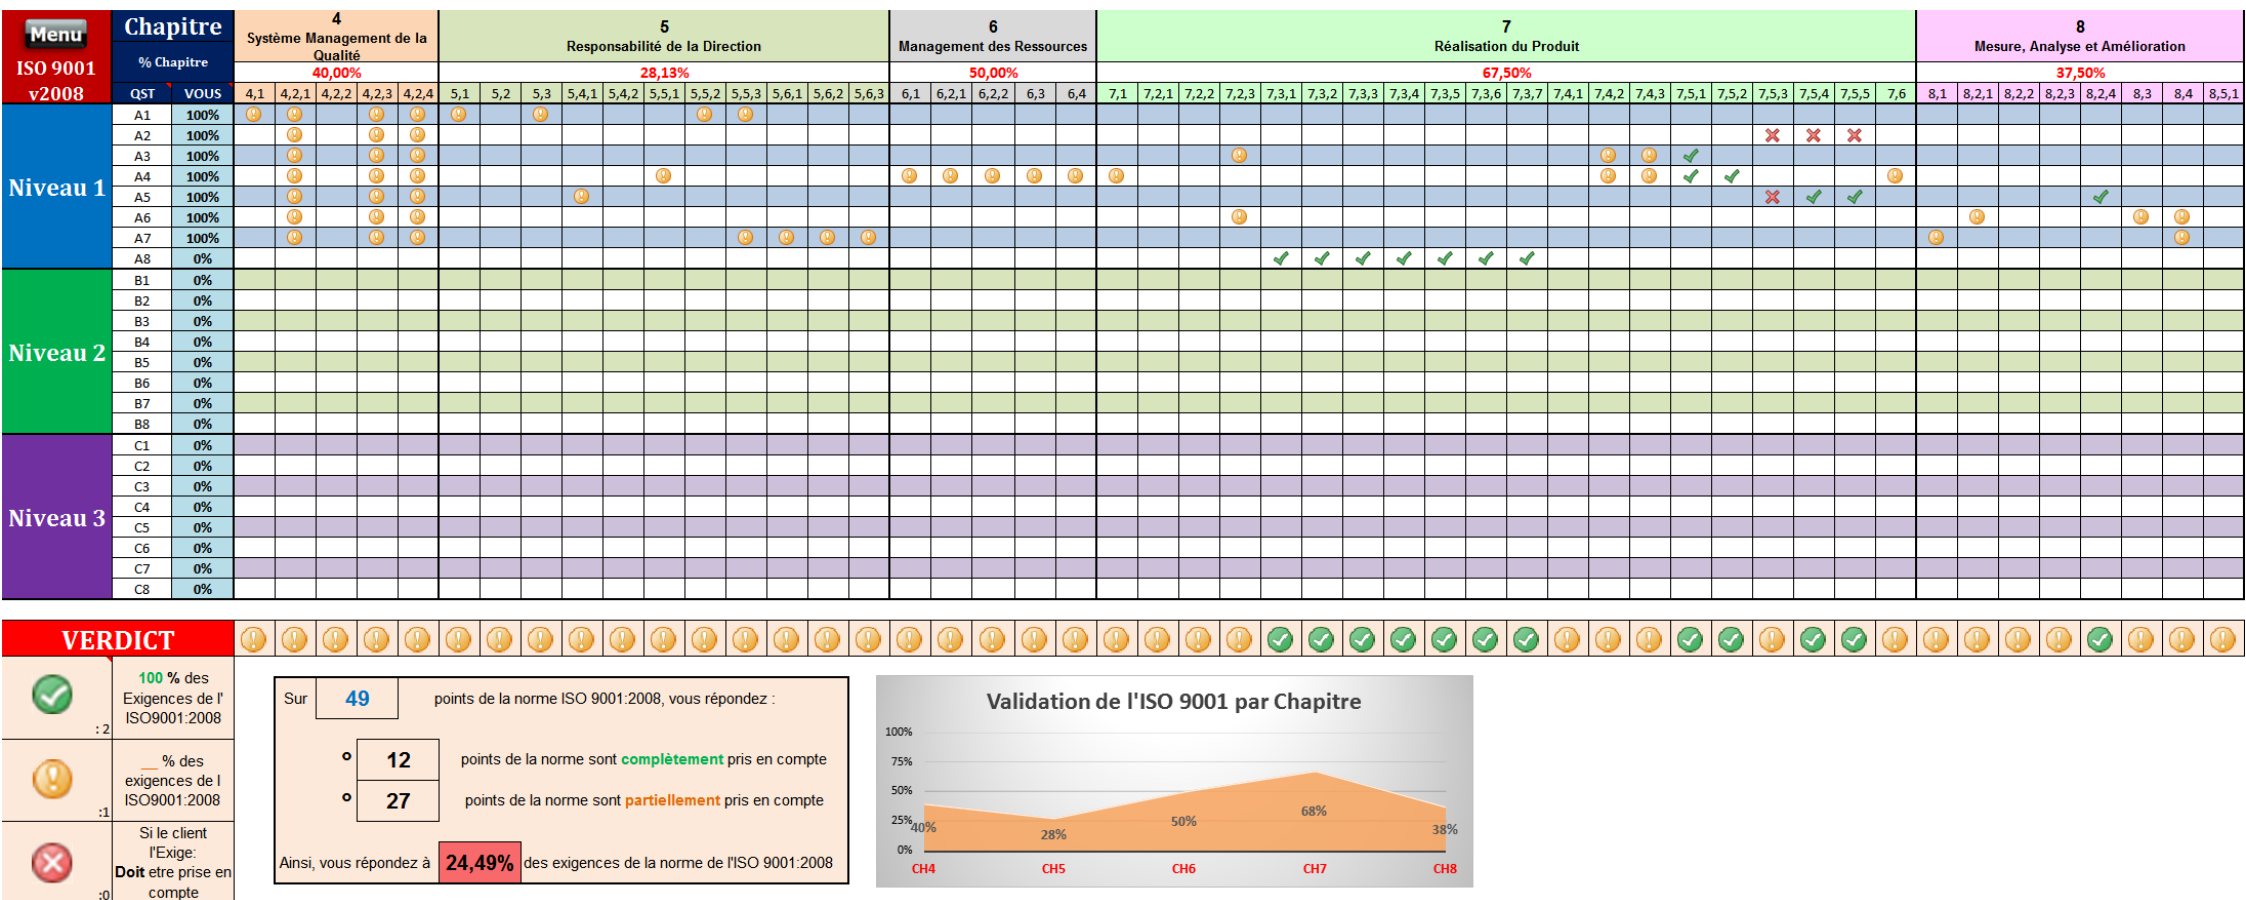 Menu
ISO 9001
v2008
Chapitre
% Chapitre
QST VOUS
4
Système Management de la
Qualité
40,00%
5
Responsabilité de la Direction
28,13%
6
Management des Ressources
50,00%
7
Réalisation du Produit
67,50%
8
Mesure, Analyse et Amélioration
37,50%
4,1 4,2,1 4,2,2 4,2,3 4,2,4 5,1 5,2 5,3 5,4,1 5,4,2 5,5,1 5,5,2 5,5,3 5,6,1 5,6,2 5,6,3 6,1 6,2,1 6,2,2 6,3 6,4 7,1 7,2,1 7,2,2 7,2,3 7,3,1 7,3,2 7,3,3 7,3,4 7,3,5 7,3,6 7,3,7 7,4,1 7,4,2 7,4,3 7,5,1 7,5,2 7,5,3 7,5,4 7,5,5 7,6 8,1 8,2,1 8,2,2 8,2,3 8,2,4 8,3 8,4 8,5,1
Niveau 1
A1 100%
A2 100%
A3 100%
A4 100%
A5 100%
A6 100%
A7 100%
A8 0%
Niveau 2
B1 0%
B2 0%
B3 0%
B4 0%
B5 0%
B6 0%
B7 0%
B8 0%
Niveau 3
C1 0%
C2 0%
C3 0%
C4 0%
C5 0%
C6 0%
C7 0%
C8 0%
VERDICT
:2
100 % des
Exigences de l'
ISO9001:2008
:1
__ % des
exigences de l
ISO9001:2008
:0
Si le client
l'Exige:
Doit etre prise en
compte
Sur 49 points de la norme ISO 9001:2008, vous répondez :
° 12 points de la norme sont complètement pris en compte
° 27 points de la norme sont partiellement pris en compte
Ainsi, vous répondez à 24,49% des exigences de la norme de l'ISO 9001:2008
Validation de l'ISO 9001 par Chapitre
100%
75%
50%
25%
0%
40%
28%
50%
68%
38%
CH4 CH5 CH6 CH7 CH8